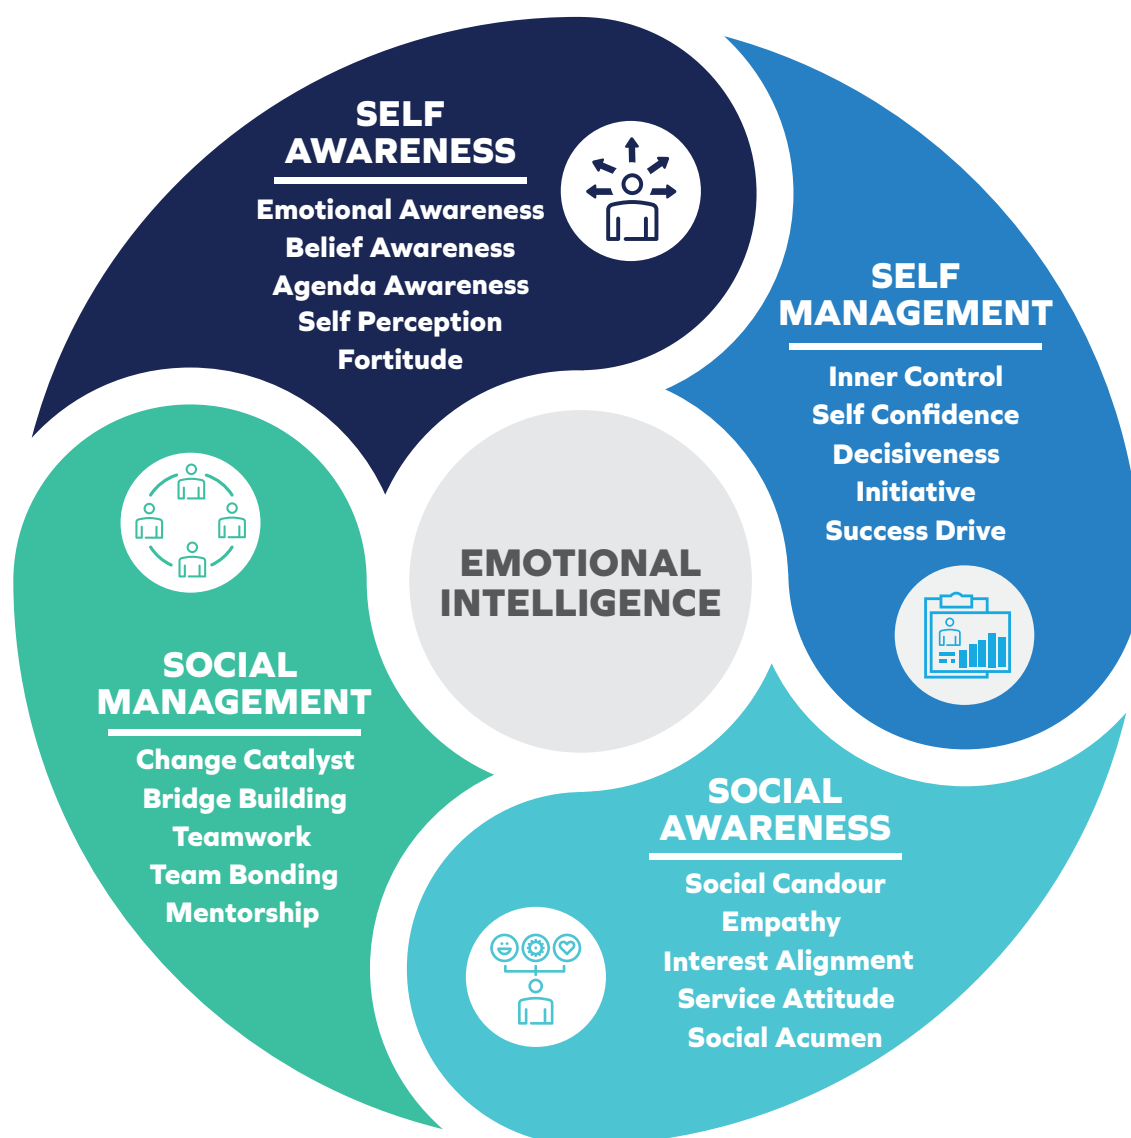 SELF
AWARENESS
Emotional Awareness
Belief Awareness
Agenda Awareness
Self Perception
Fortitude
SELF
MANAGEMENT
Inner Control
Self Confidence
Decisiveness
Initiative
Success Drive
EMOTIONAL
INTELLIGENCE
SOCIAL
MANAGEMENT
Change Catalyst
Bridge Building
Teamwork
Team Bonding
Mentorship
SOCIAL
AWARENESS
Social Candour
Empathy
Interest Alignment
Service Attitude
Social Acumen